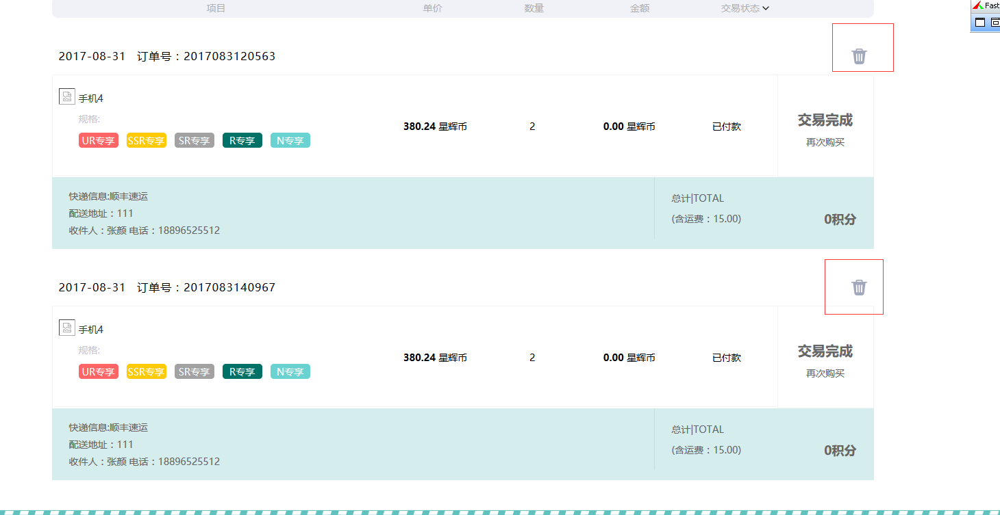 项目 单价 数量 金额 交易状态
Fast
2017-08-31 订单号：2017083120563
手机4
规格:
UR专享 SSR专享 SR专享 R专享 N专享
380.24 星辉币 2 0.00 星辉币 已付款
交易完成
再次购买
快递信息:顺丰速运
配送地址：111
收件人：张颜 电话：18896525512
总计|TOTAL
(含运费：15.00)
0积分
2017-08-31 订单号：2017083140967
手机4
规格:
UR专享 SSR专享 SR专享 R专享 N专享
380.24 星辉币 2 0.00 星辉币 已付款
交易完成
再次购买
快递信息:顺丰速运
配送地址：111
收件人：张颜 电话：18896525512
总计|TOTAL
(含运费：15.00)
0积分